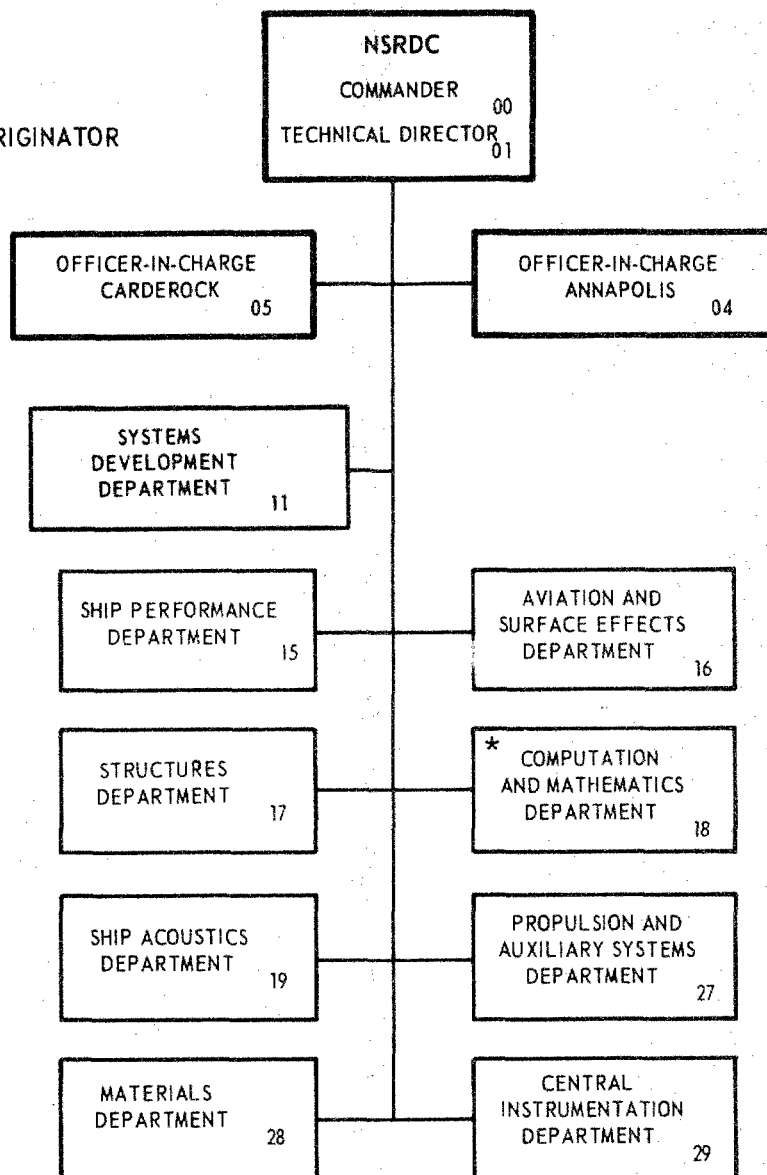 NSRDC
COMMANDER
00
TECHNICAL DIRECTOR
01
OFFICER-IN-CHARGE
CARDEROCK
05
OFFICER-IN-CHARGE
ANNAPOLIS
04
SYSTEMS
DEVELOPMENT
DEPARTMENT
11
SHIP PERFORMANCE
DEPARTMENT
15
AVIATION AND
SURFACE EFFECTS
DEPARTMENT
16
STRUCTURES
DEPARTMENT
17
* COMPUTATION
AND MATHEMATICS
DEPARTMENT
18
SHIP ACOUSTICS
DEPARTMENT
19
PROPULSION AND
AUXILIARY SYSTEMS
DEPARTMENT
27
MATERIALS
DEPARTMENT
28
CENTRAL
INSTRUMENTATION
DEPARTMENT
29